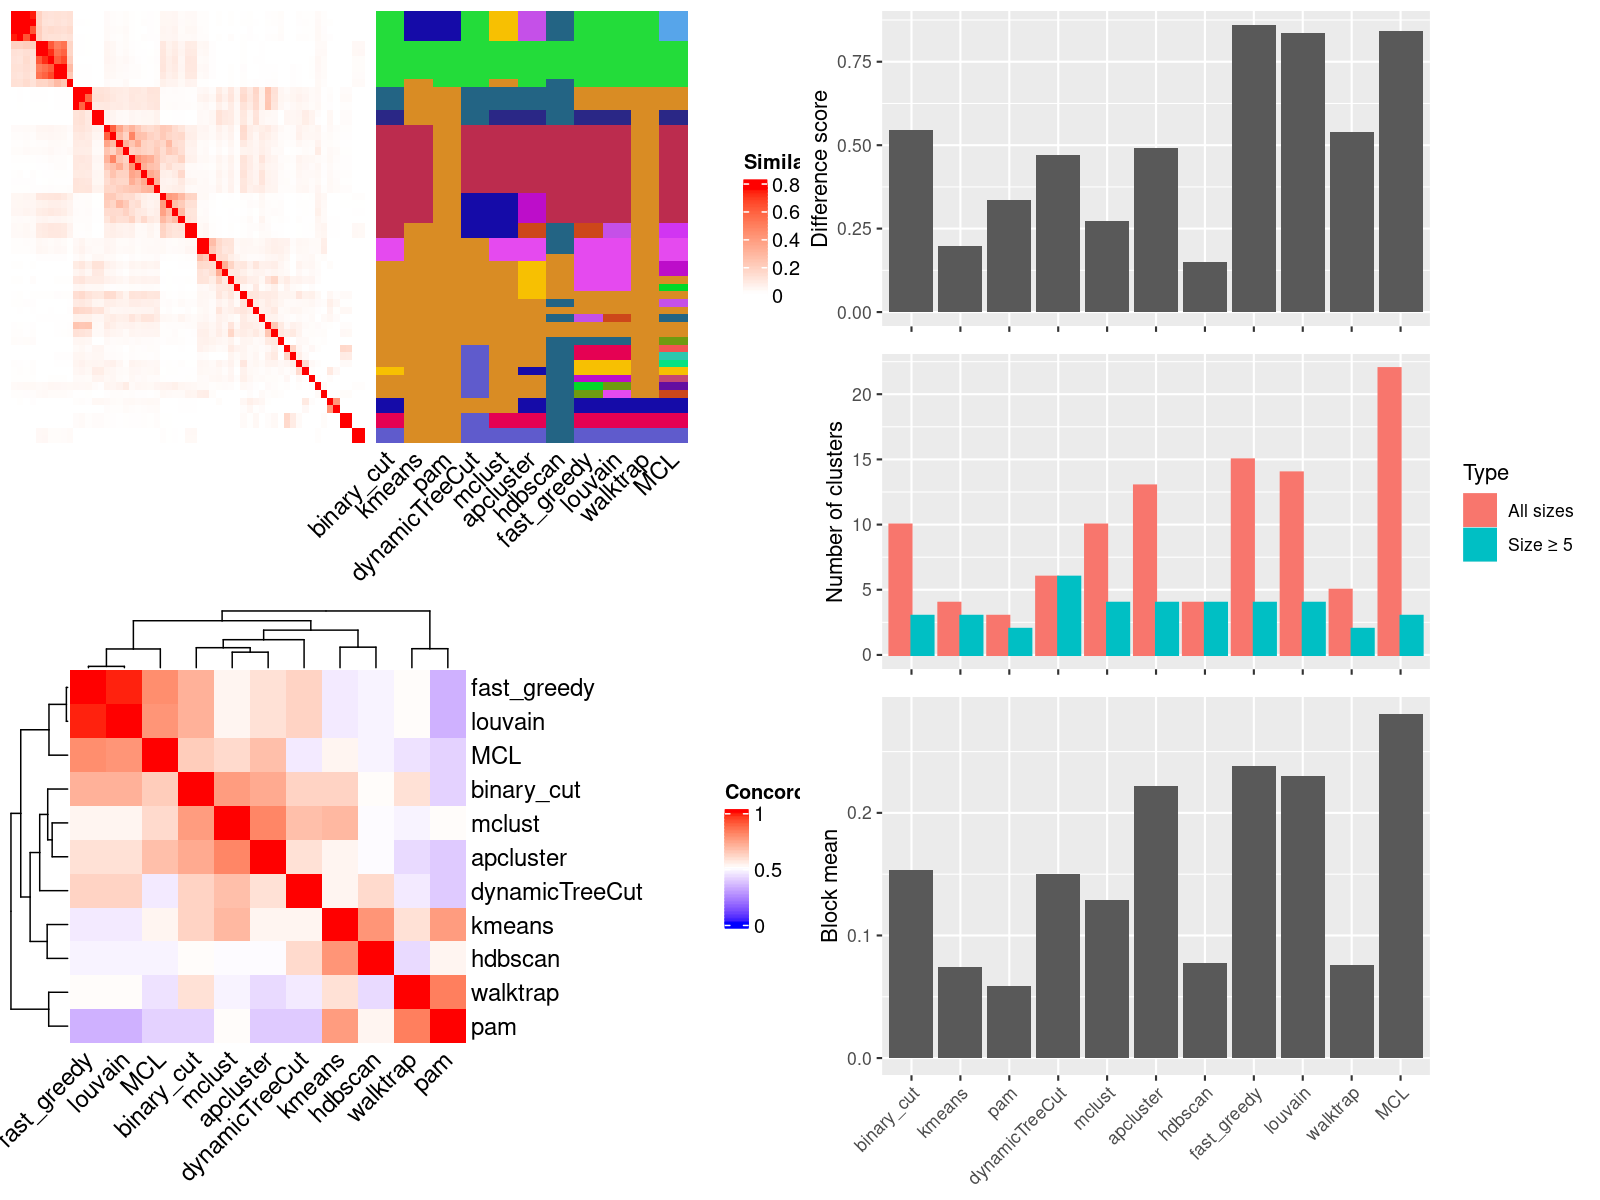 Simila
0.8
0.6
0.4
0.2
0
binary_cut
kmeans
pam
dynamicTreeCut
mclust
apcluster
hdbscan
fast_greedy
louvain
walktrap
MCL
fast_greedy
louvain
MCL
binary_cut
mclust
apcluster
dynamicTreeCut
kmeans
hdbscan
walktrap
pam
fast_greedy
louvain
MCL
binary_cut
mclust
apcluster
dynamicTreeCut
kmeans
hdbscan
walktrap
pam
Concord
1
0.5
0
Difference score
0.75
0.50
0.25
0.00
Number of clusters
20
15
10
5
0
Type
All sizes
Size ≥ 5
Block mean
0.2
0.1
0.0
binary_cut
kmeans
pam
dynamicTreeCut
mclust
apcluster
hdbscan
fast_greedy
louvain
walktrap
MCL